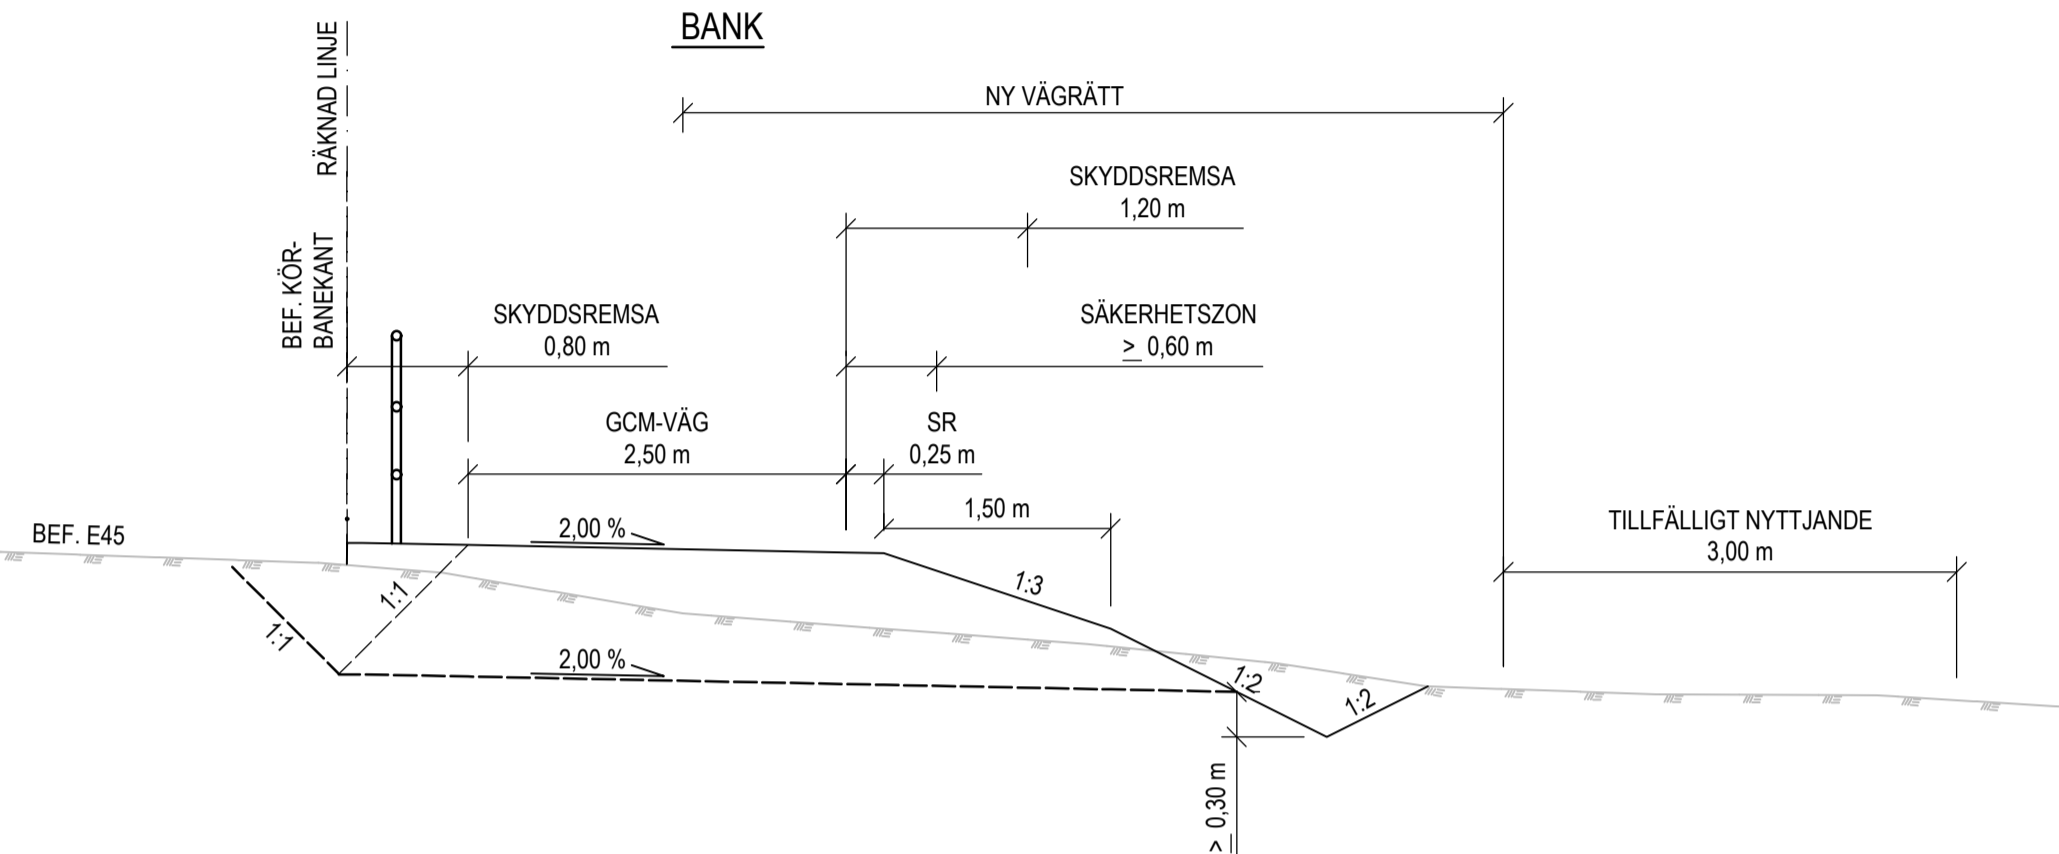 BANK
RÄKNAD LINJE
NY VÄGRÄTT
SKYDDSREMSA
1,20 m
BEF. KÖR-
BANEKANT
SKYDDSREMSA
0,80 m
SÄKERHETSZON
≥ 0,60 m
GCM-VÄG
2,50 m
SR
0,25 m
1,50 m
TILLFÄLLIGT NYTTJANDE
3,00 m
BEF. E45
2,00 %
1:3
1:1
1:1
2,00 %
1:2
1:2
≥ 0,30 m